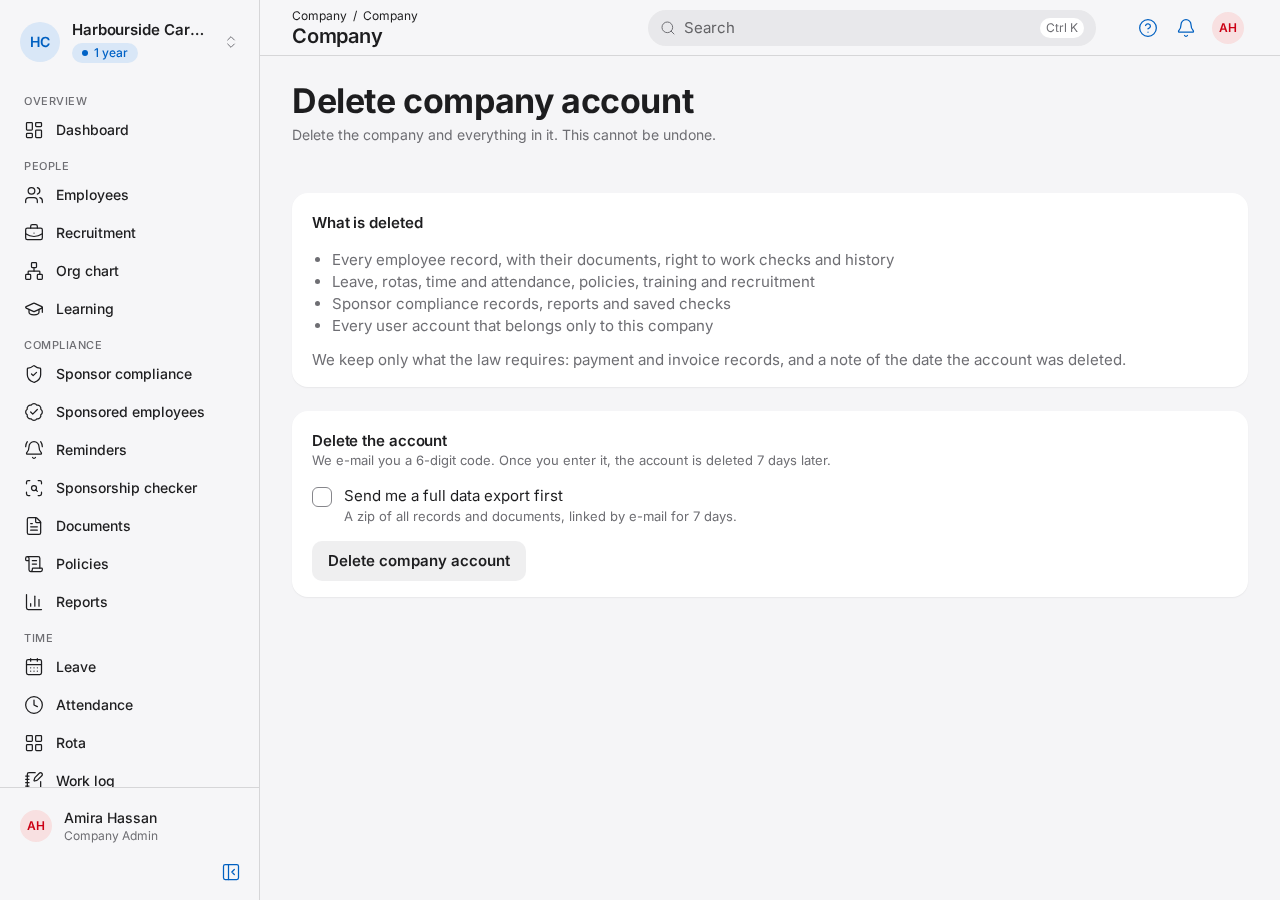 HC
Harbourside Car...
1 year
OVERVIEW
Dashboard
PEOPLE
Employees
Recruitment
Org chart
Learning
COMPLIANCE
Sponsor compliance
Sponsored employees
Reminders
Sponsorship checker
Documents
Policies
Reports
TIME
Leave
Attendance
Rota
Work log
AH
Amira Hassan
Company Admin
Company / Company
Company
Search
Ctrl K
AH
Delete company account
Delete the company and everything in it. This cannot be undone.
What is deleted
• Every employee record, with their documents, right to work checks and history
• Leave, rotas, time and attendance, policies, training and recruitment
• Sponsor compliance records, reports and saved checks
• Every user account that belongs only to this company
We keep only what the law requires: payment and invoice records, and a note of the date the account was deleted.
Delete the account
We e-mail you a 6-digit code. Once you enter it, the account is deleted 7 days later.
Send me a full data export first
A zip of all records and documents, linked by e-mail for 7 days.
Delete company account